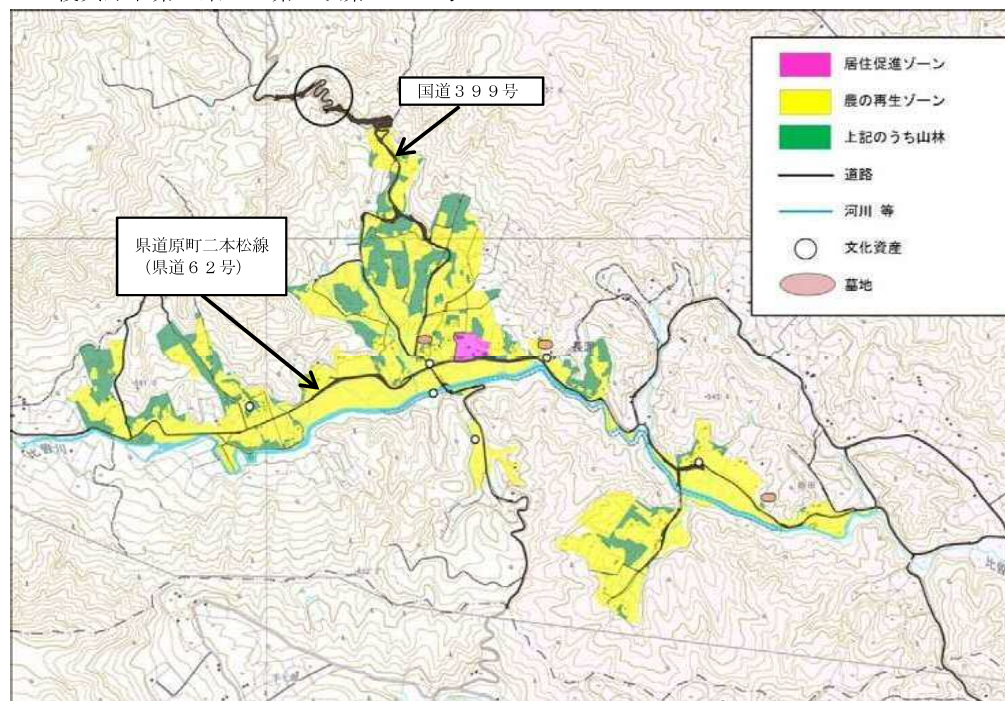 国道３９９号
県道原町二本松線
(県道６２号)
居住促進ゾーン
農の再生ゾーン
上記のうち山林
道路
河川 等
文化資産
墓地
比曽川
長泥